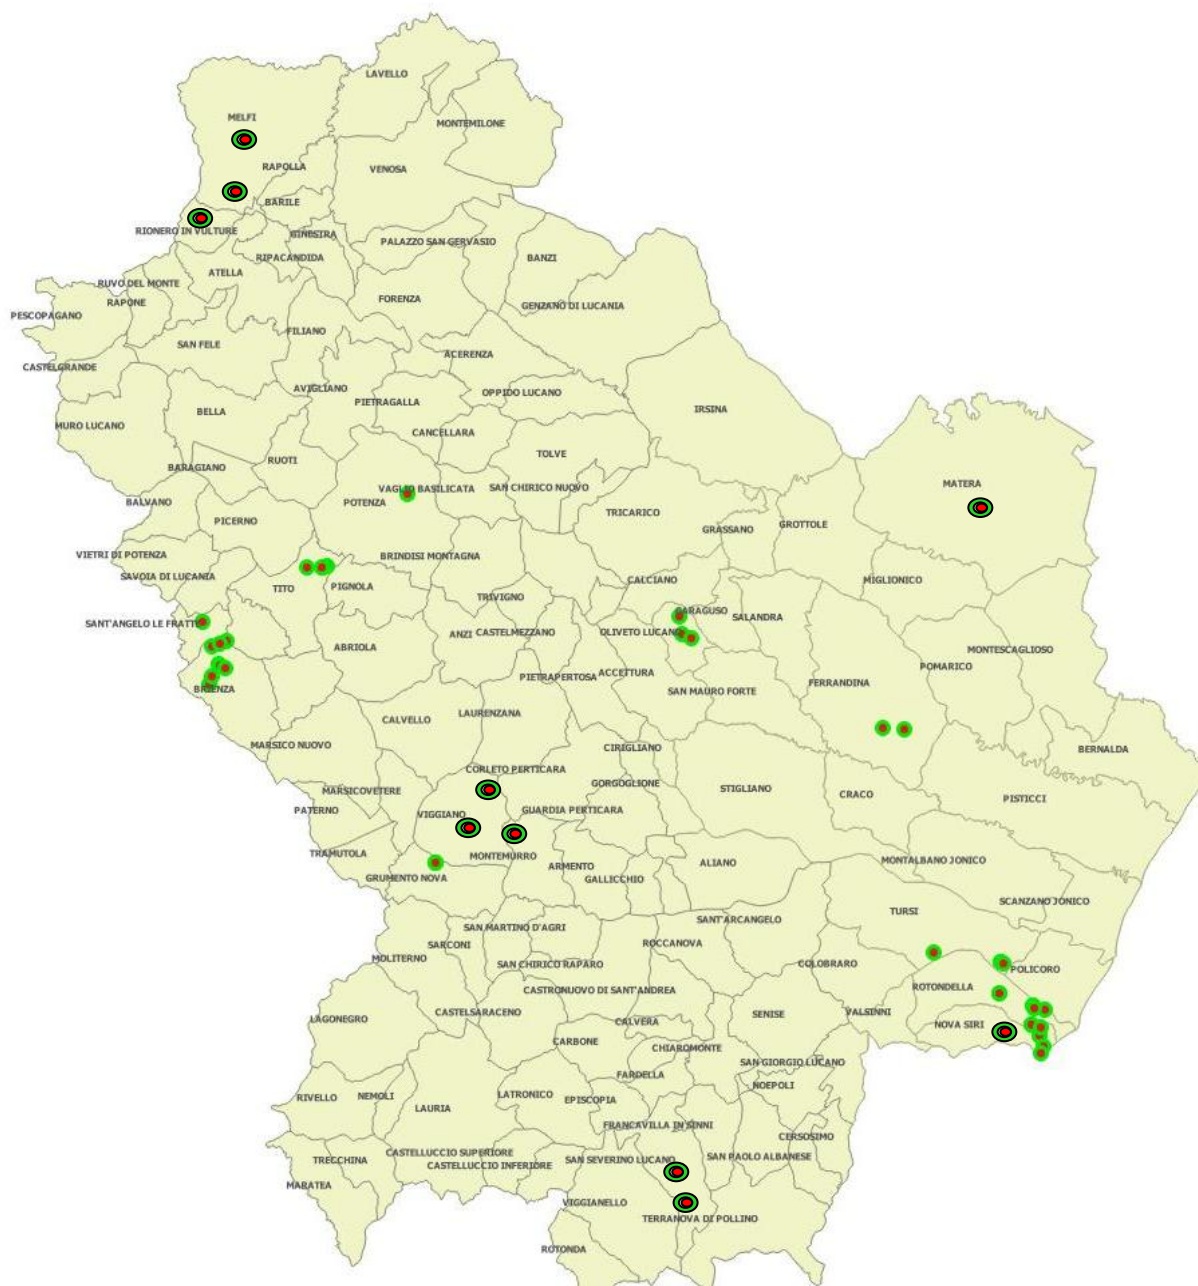 LAVELLO
MELFI
MONTEMILONE
RAPOLLA
VENOSA
BARILE
RIONERO IN VULTURE
GINESTRA
PALAZZO SAN GERVASIO
RIPACANDIDA
BANZI
ATELLA
RUVO DEL MONTE
RAPONE
FORENZA
GENZANO DI LUCANIA
PESCOPAGANO
FILIANO
SAN FELE
ACERENZA
CASTELGRANDE
AVIGLIANO
OPPIDO LUCANO
PIETRAGALLA
IRSINA
BELLA
MURO LUCANO
CANCELLARA
TOLVE
RUOTI
BARAGIANO
MATERA
VAGLIO BASILICATA
SAN CHIRICO NUOVO
BALVANO
POTENZA
TRICARICO
PICERNO
GRASSANO
GROTTOLE
VIETRI DI POTENZA
BRINDISI MONTAGNA
SAVOIA DI LUCANIA
TITO
PIGNOLA
CALCIANO
MIGLIONICO
TRIVIGNO
GARAGUSO
SALANDRA
SANT'ANGELO LE FRATTE
ANZI
CASTELMEZZANO
OLIVETO LUCANO
ABRIOLA
MONTESCAGLIOSO
POMARICO
ACCETTURA
PIETRAPERTOSA
FERRANDINA
BRIENZA
SAN MAURO FORTE
LAURENZANA
CALVELLO
MARSICO NUOVO
CIRIGLIANO
BERNALDA
CORLETO PERTICARA
GORGOGLIONE
STIGLIANO
MARSICOVETERE
CRACO
PISTICCI
PATERNO
VIGGIANO
GUARDIA PERTICARA
TRAMUTOLA
MONTEMURRO
ARMENTO
ALIANO
MONTALBANO JONICO
GRUMENTO NOVA
GALLICCHIO
SCANZANO JONICO
TURSI
SANT'ARCANGELO
SAN MARTINO D'AGRI
SARCONI
ROCCANOVA
MOLITERNO
SAN CHIRICO RAPARO
COLOBRARO
POLICORO
CASTRONUOVO DI SANT'ANDREA
ROTONDELLA
CASTELSARACENO
SENISE
VALSINNI
LAGONEGRO
CALVERA
NOVA SIRI
CARBONE
CHIAROMONTE
SAN GIORGIO LUCANO
FARDELLA
NOEPOLI
RIVELLO
NEMOLI
LATRONICO
EPISCOPIA
LAURIA
FRANCAVILLA IN SINNI
CERSOSIMO
CASTELLUCCIO SUPERIORE
SAN PAOLO ALBANESE
TRECCHINA
SAN SEVERINO LUCANO
CASTELLUCCIO INFERIORE
MARATEA
VIGGIANELLO
TERRANOVA DI POLLINO
ROTONDA